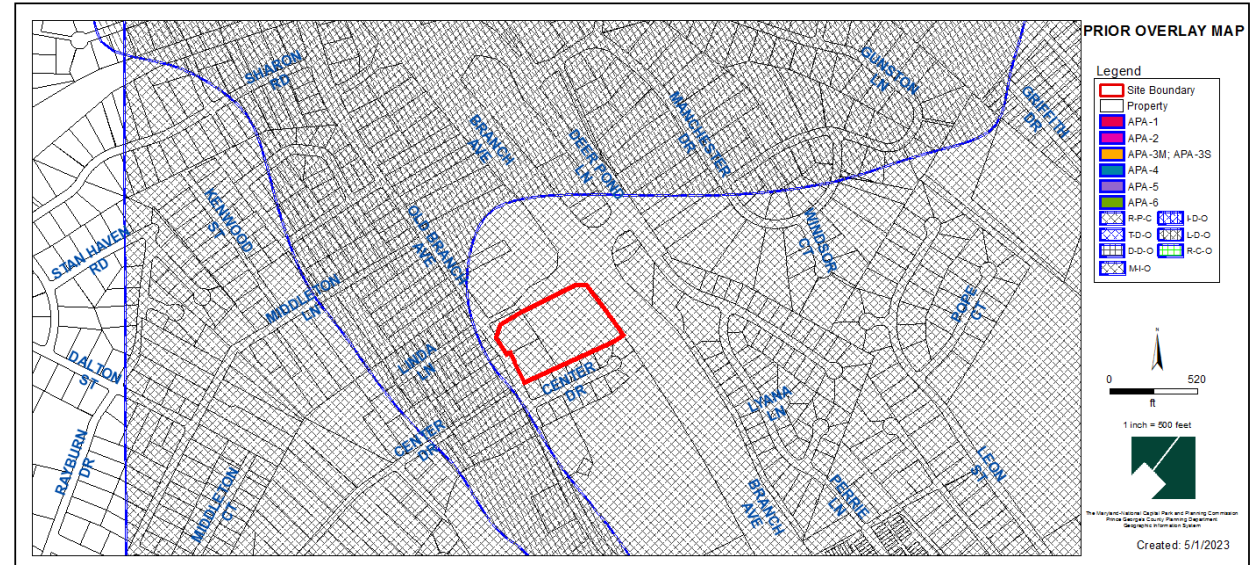 PRIOR OVERLAY MAP
Legend
Site Boundary
Property
APA-1
APA-2
APA-3M; APA-3S
APA-4
APA-5
APA-6
R-P-C I-D-O
T-D-O L-D-O
D-D-O R-C-O
M-I-O
SHARON
RD
BRANCH
AVE
DEER POND
LN
MANCHESTER
DR
GUNSTON
LN
GRIFFITH
DR
KENWOOD
ST
OLD BRANCH
AVE
WINDSOR
CT
STAN HAVEN
RD
MIDDLETON
LN
POPE
CT
DALTON
ST
LINDA
LN
CENTER
DR
LYANA
LN
CENTER
DR
RAYBURN
DR
MIDDLETON
CT
BRANCH
AVE
PERRIE
LN
LEON
ST
N
0 520
ft
1 inch = 500 feet
The Maryland-National Capital Park and Planning Commission
Prince George's County Planning Department
Geographic Information System
Created: 5/1/2023